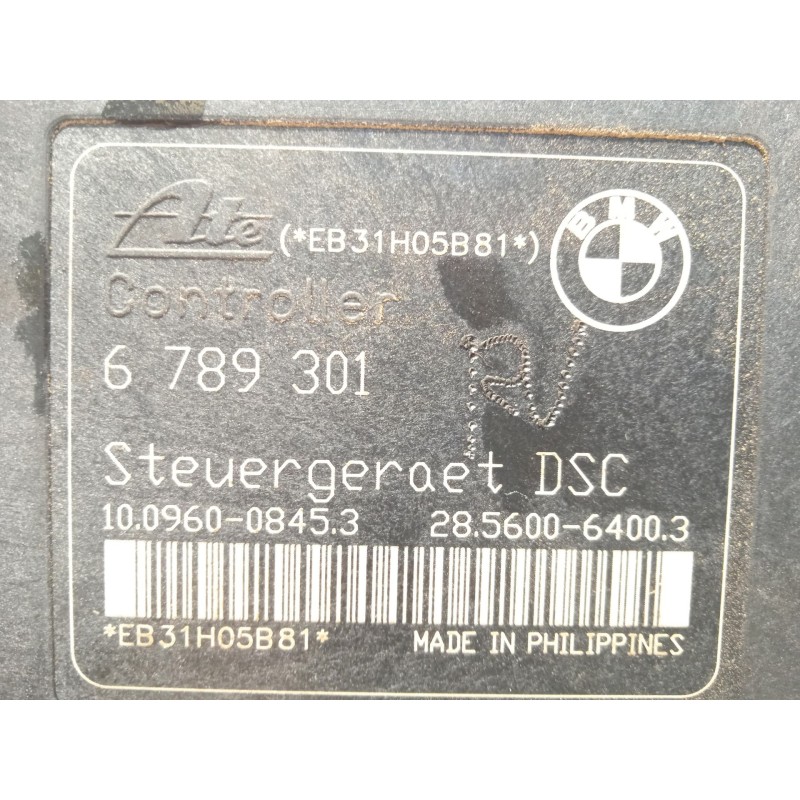 Ate (*EB31H05B81*) BMW
Controller
6 789 301
Steuergeraet DSC
10.0960-0845.3 28.5600-6400.3
*EB31H05B81* MADE IN PHILIPPINES